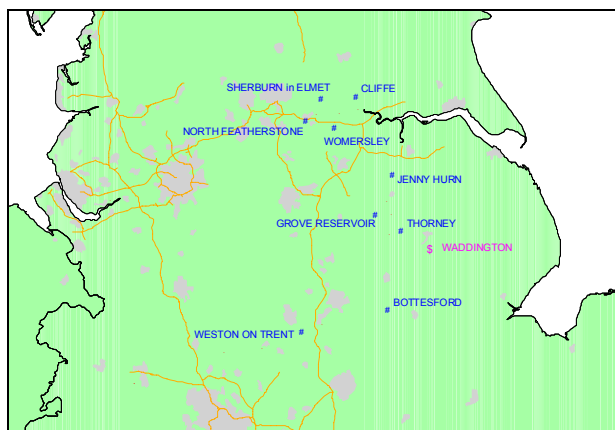 SHERBURN in ELMET
# 
CLIFFE
#
NORTH FEATHERSTONE
#
#
WOMERSLEY
#
JENNY HURN
GROVE RESERVOIR
#
THORNEY
#
$
WADDINGTON
BOTTESFORD
#
WESTON ON TRENT
#